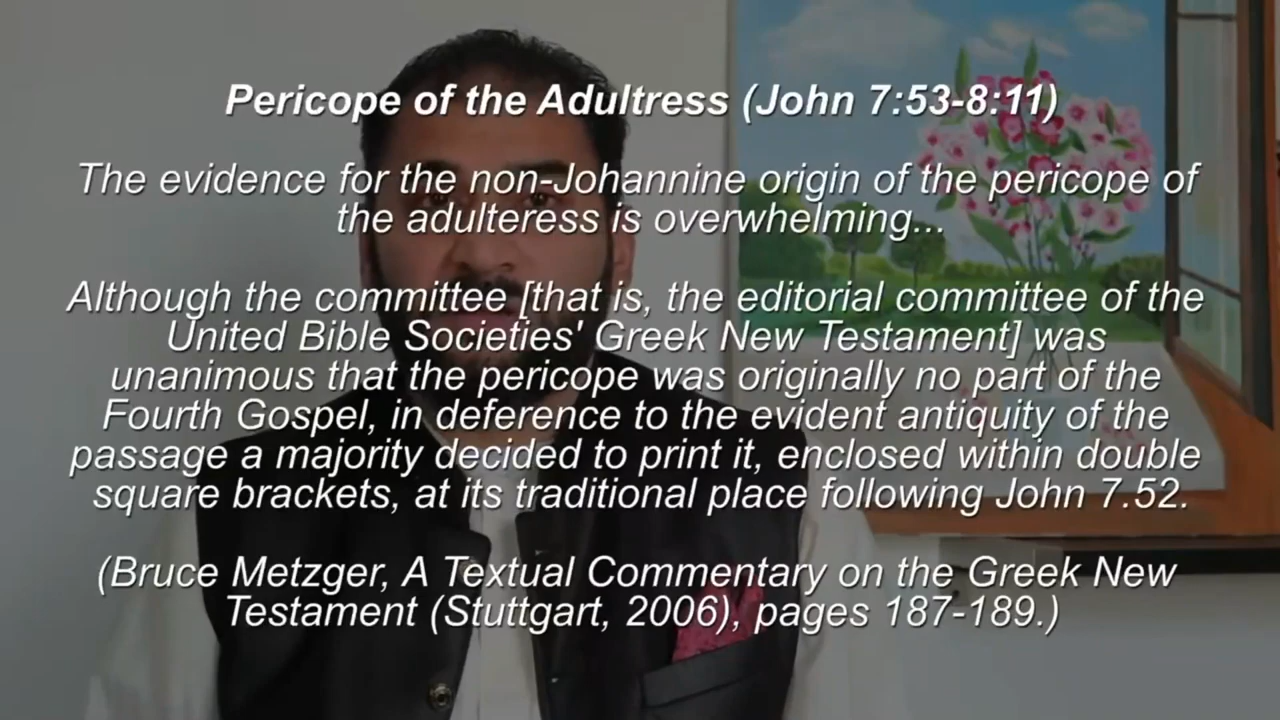 Pericope of the Adultress (John 7:53-8:11)
The evidence for the non-Johannine origin of the pericope of
the adulteress is overwhelming...
Although the committee [that is, the editorial committee of the
United Bible Societies' Greek New Testament] was
unanimous that the pericope was originally no part of the
Fourth Gospel, in deference to the evident antiquity of the
passage a majority decided to print it, enclosed within double
square brackets, at its traditional place following John 7.52.
(Bruce Metzger, A Textual Commentary on the Greek New
Testament (Stuttgart, 2006), pages 187-189.)